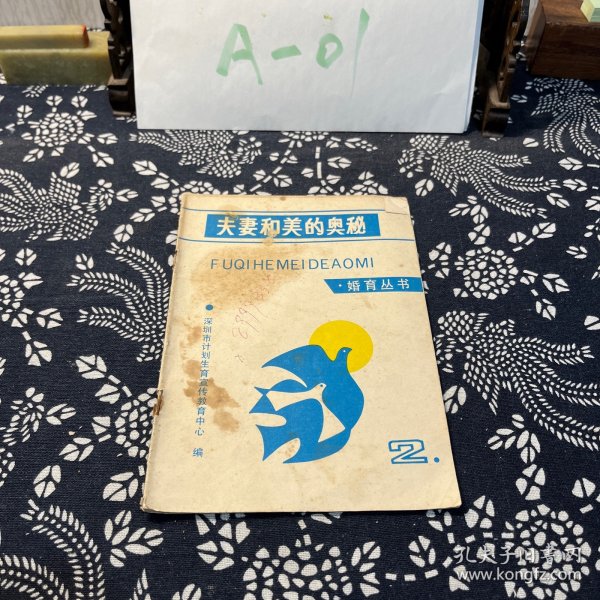 A-01
夫妻和美的奥秘
FUQIHEMEIDEAOMI
·婚育丛书
深圳市计划生育宣传教育中心 编
2.
孔夫子旧书网
www.kongfz.com